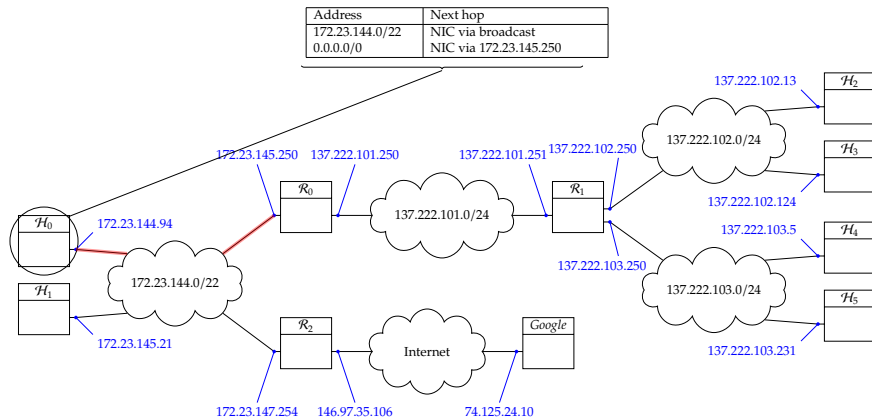 Address Next hop
172.23.144.0/22 NIC via broadcast
0.0.0.0/0 NIC via 172.23.145.250
137.222.102.13
H2
137.222.102.0/24
172.23.145.250 137.222.101.250 137.222.101.251 137.222.102.250
H3
R0
R1
137.222.102.124
137.222.101.0/24
H0
172.23.144.94
137.222.103.5
H4
137.222.103.250
172.23.144.0/22
137.222.103.0/24
H1
H5
R2
Google
Internet
172.23.145.21
137.222.103.231
172.23.147.254 146.97.35.106 74.125.24.10